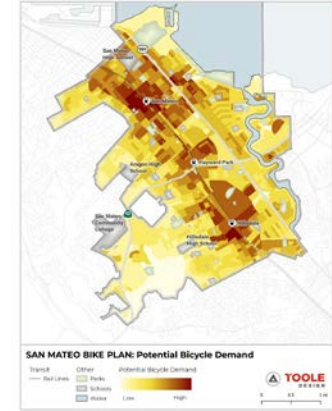 San Mateo
High School
101
San Mateo
Aragon High
School
Hayward Park
San Mateo
Community
College
Hillsdale
Hillsdale
High School
SAN MATEO BIKE PLAN: Potential Bicycle Demand
Transit
Rail Lines
Other
Parks
Schools
Water
Potential Bicycle Demand
Low
High
TOOLE
DESIGN